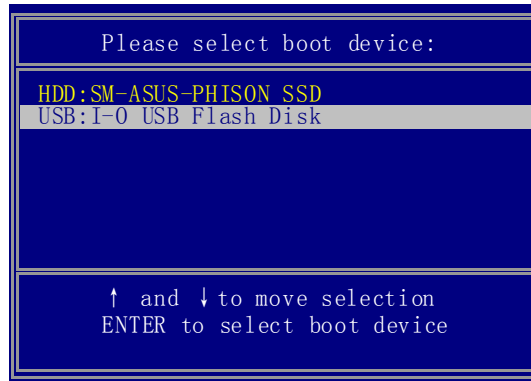 Please select boot device:
HDD:SM-ASUS-PHISON SSD
USB:I-O USB Flash Disk
↑ and ↓to move selection
ENTER to select boot device